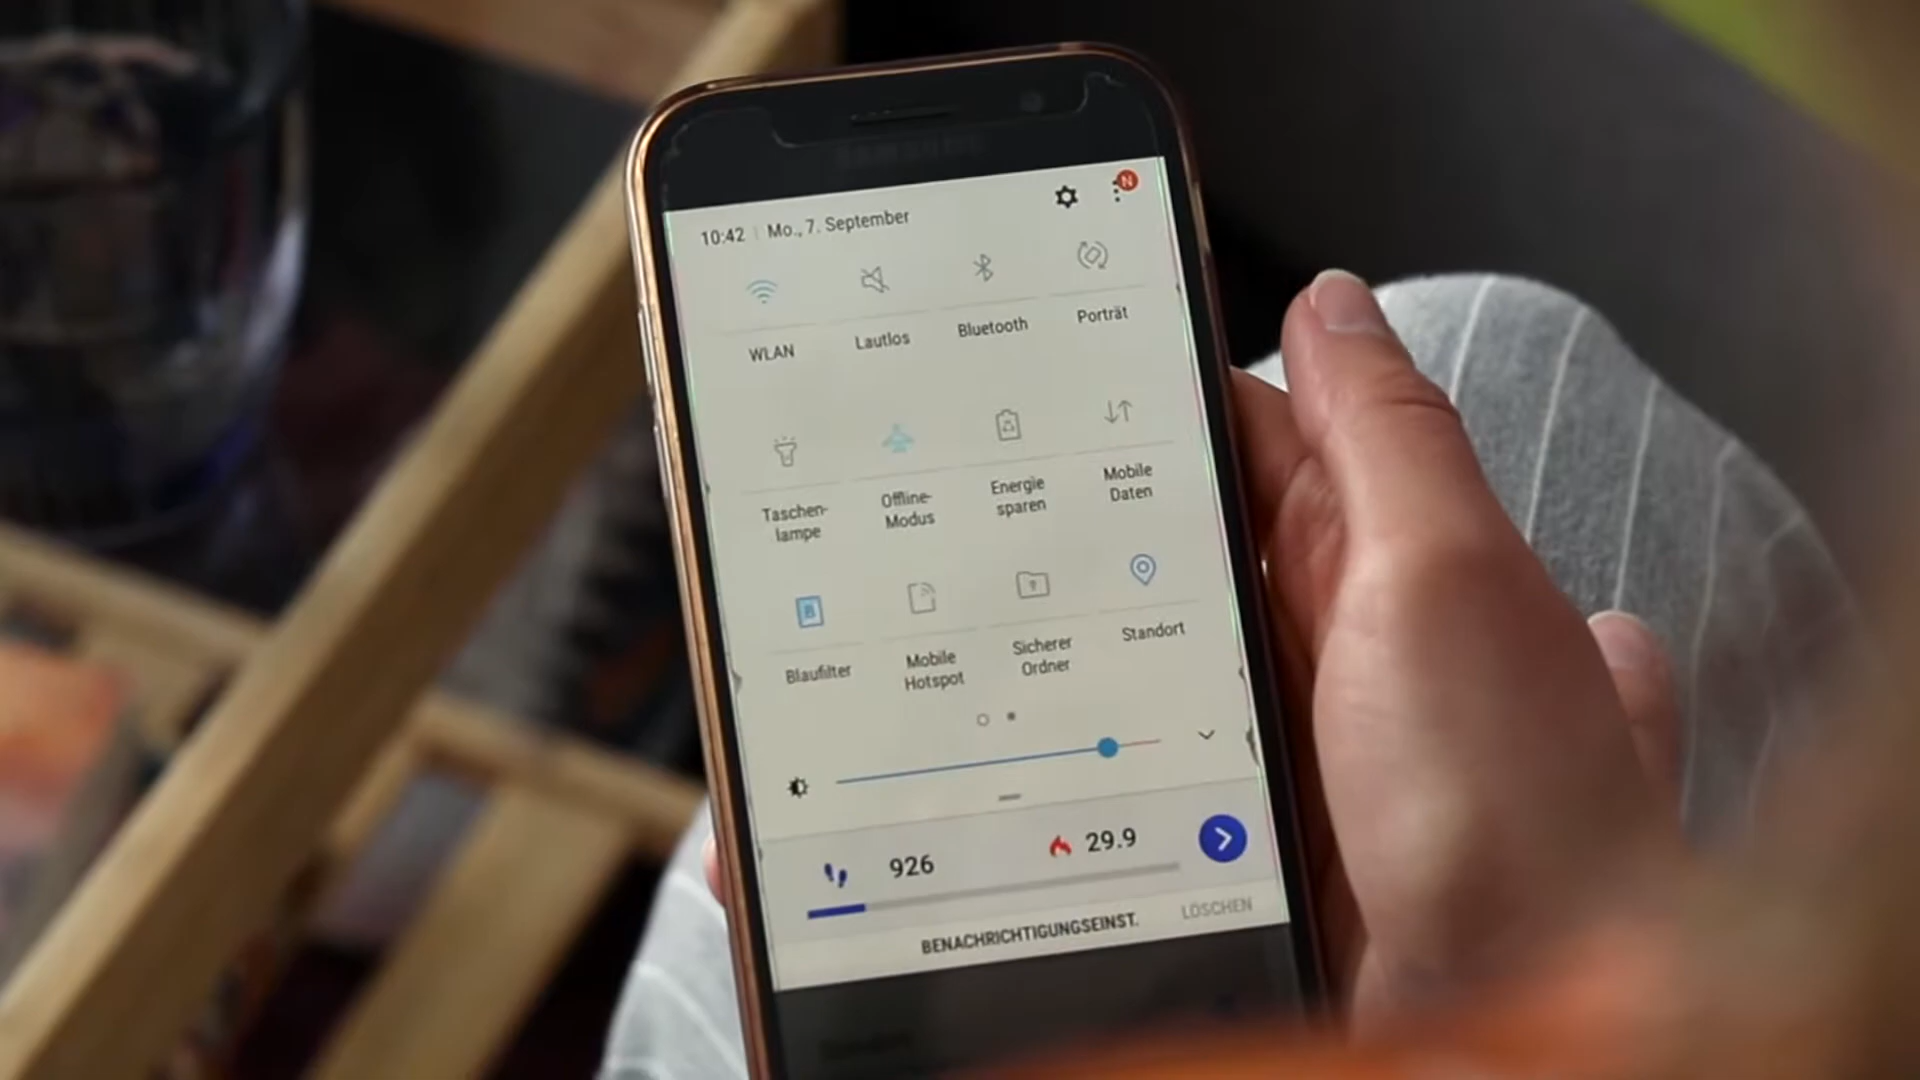 SAMSUNG
10:42 | Mo., 7. September
N
WLAN
Lautlos
Bluetooth
Porträt
Taschen-
lampe
Offline-
Modus
Energie
sparen
Mobile
Daten
B
Blaufilter
Mobile
Hotspot
Sicherer
Ordner
Standort
926
29.9
BENACHRICHTIGUNGSEINST.
LÖSCHEN